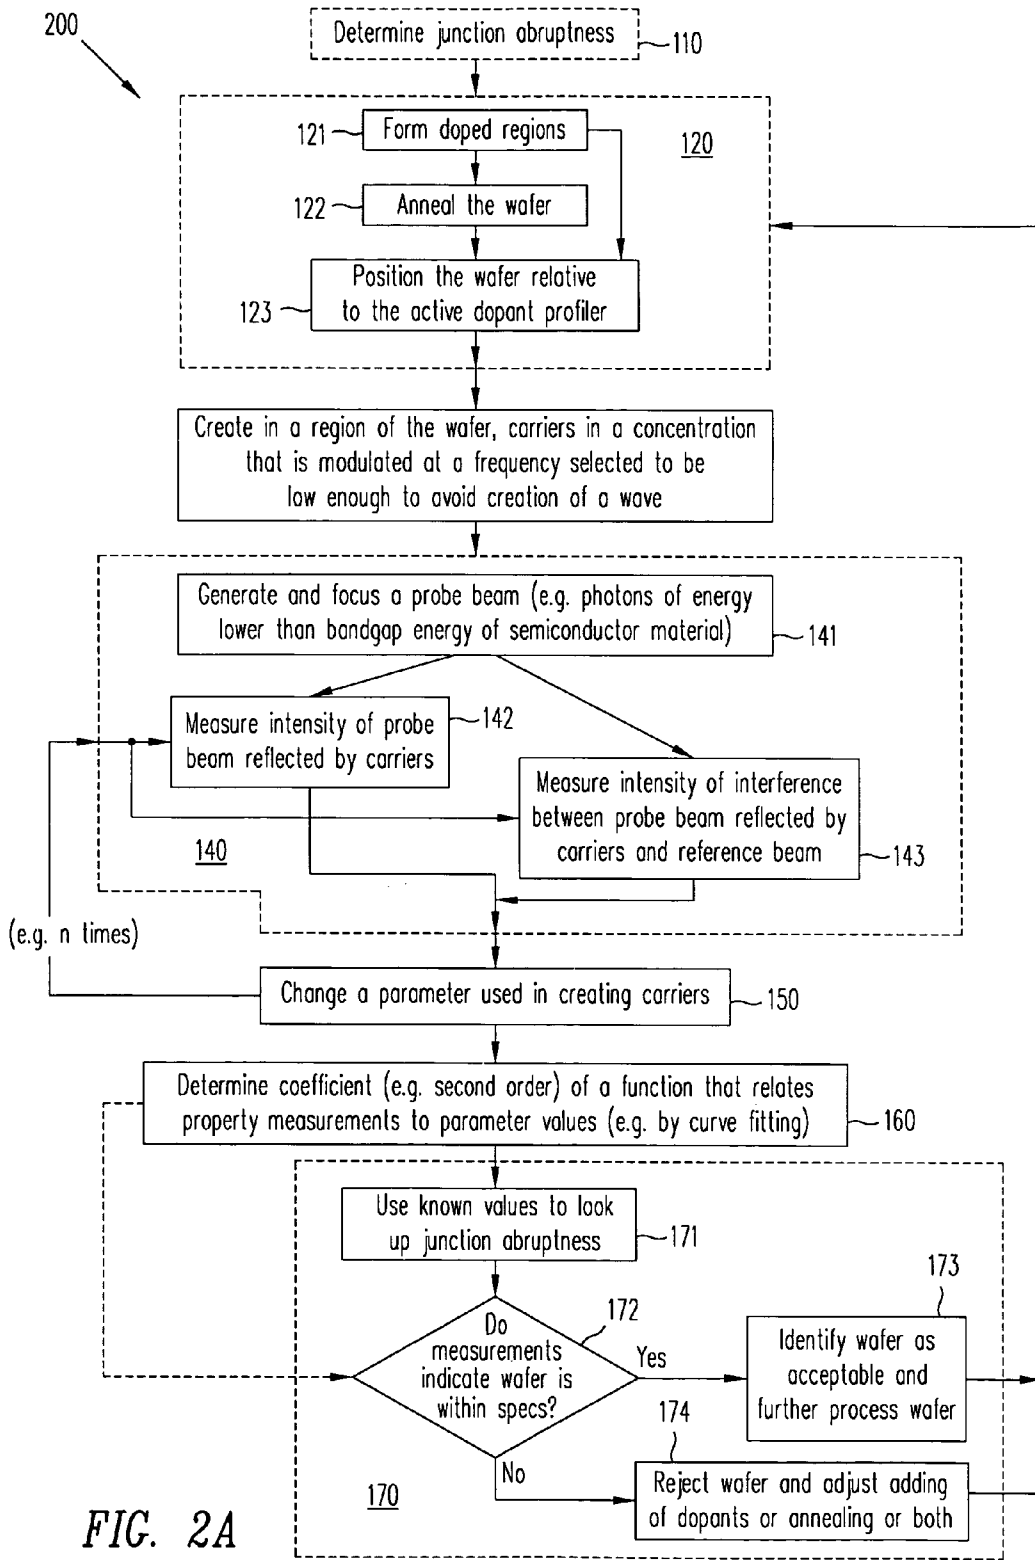 200
Determine junction abruptness
110
121
Form doped regions
120
122
Anneal the wafer
123
Position the wafer relative
to the active dopant profiler
Create in a region of the wafer, carriers in a concentration
that is modulated at a frequency selected to be
low enough to avoid creation of a wave
Generate and focus a probe beam (e.g. photons of energy
lower than bandgap energy of semiconductor material)
141
Measure intensity of probe
beam reflected by carriers
142
Measure intensity of interference
between probe beam reflected by
carriers and reference beam
143
140
(e.g. n times)
Change a parameter used in creating carriers
150
Determine coefficient (e.g. second order) of a function that relates
property measurements to parameter values (e.g. by curve fitting)
160
Use known values to look
up junction abruptness
171
Do
measurements
indicate wafer is
within specs?
172
Yes
173
Identify wafer as
acceptable and
further process wafer
No
174
Reject wafer and adjust adding
of dopants or annealing or both
170
FIG. 2A